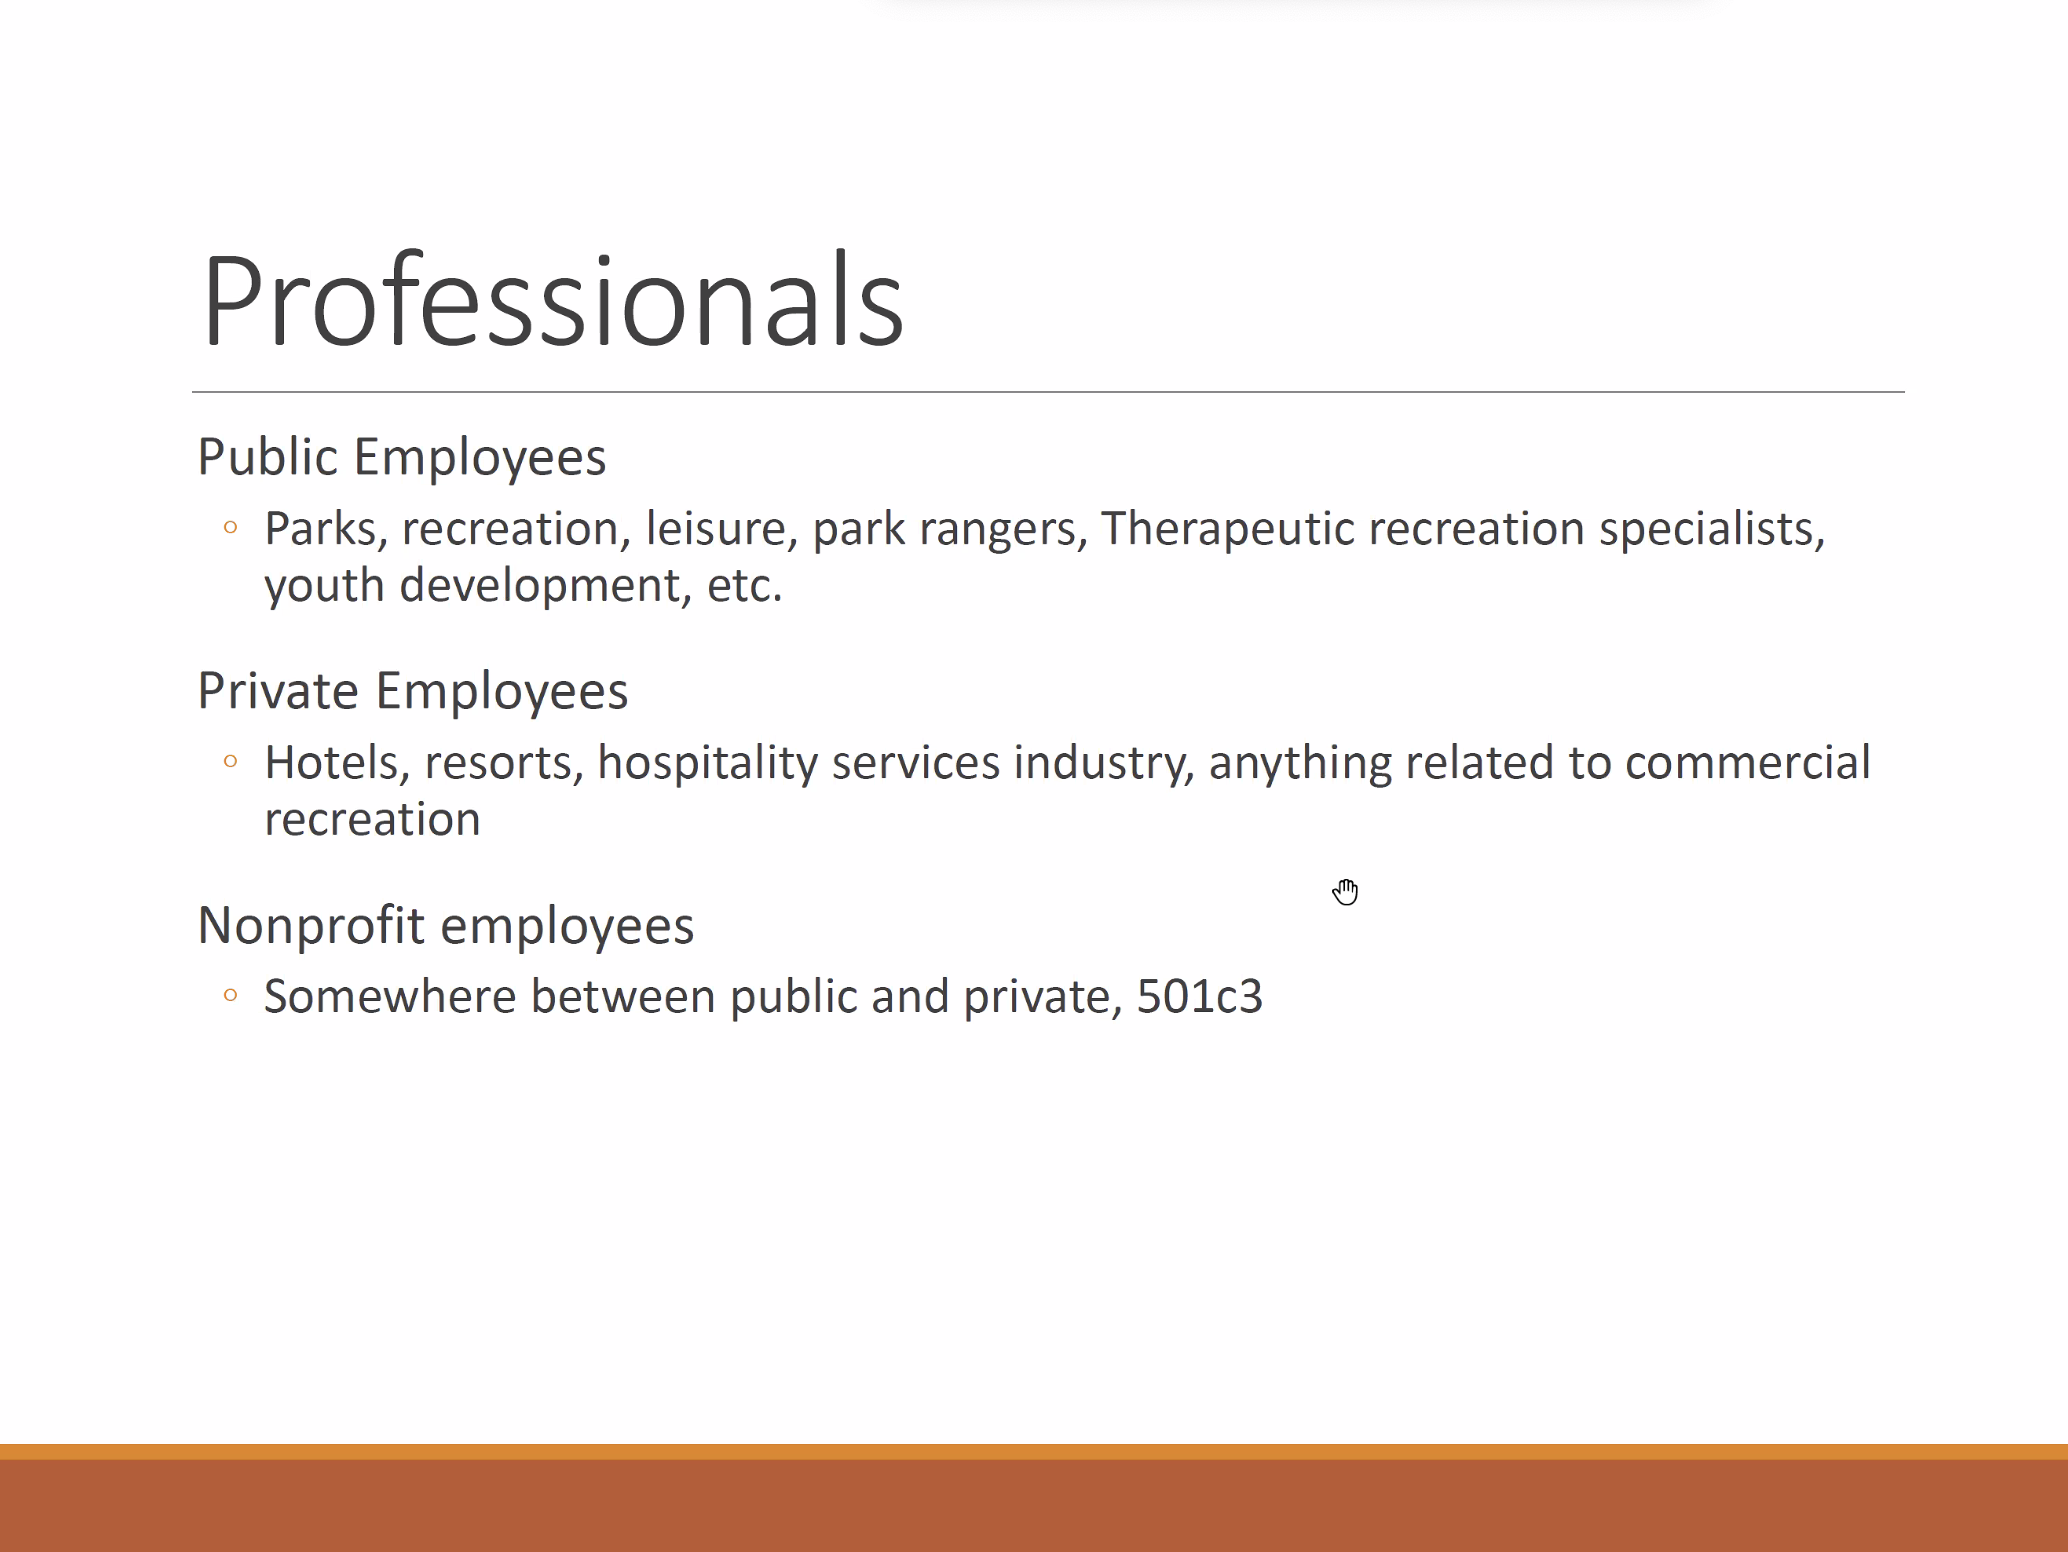 Professionals
Public Employees
◦ Parks, recreation, leisure, park rangers, Therapeutic recreation specialists,
youth development, etc.
Private Employees
◦ Hotels, resorts, hospitality services industry, anything related to commercial
recreation
Nonprofit employees
◦ Somewhere between public and private, 501c3